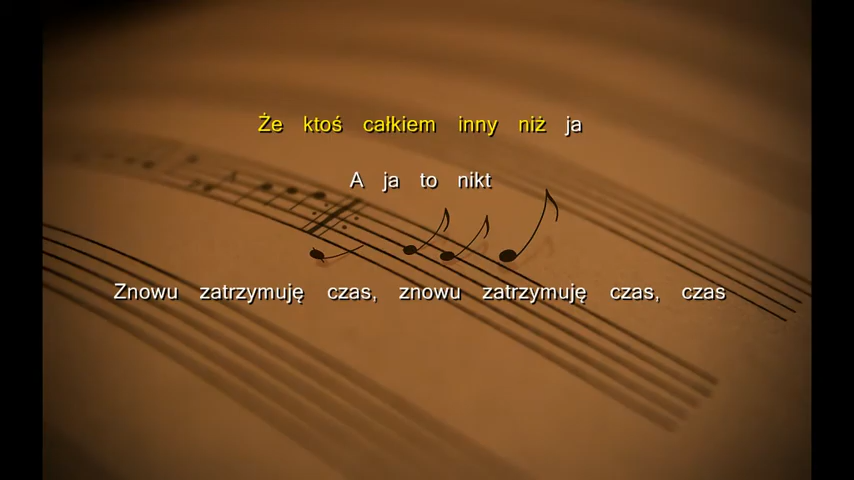 Że ktoś całkiem inny niż ja
A ja to nikt
Znowu zatrzymuję czas, znowu zatrzymuję czas, czas